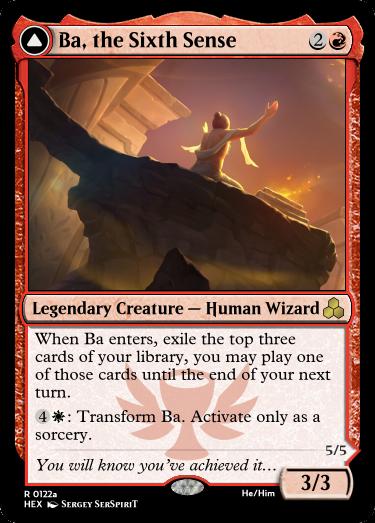 Ba, the Sixth Sense 2
Legendary Creature — Human Wizard
When Ba enters, exile the top three
cards of your library, you may play one
of those cards until the end of your next
turn.
4: Transform Ba. Activate only as a
sorcery.
5/5
You will know you've achieved it…
3/3
R 0122a
He/Him
HEX SERGEY SERSPIRIT